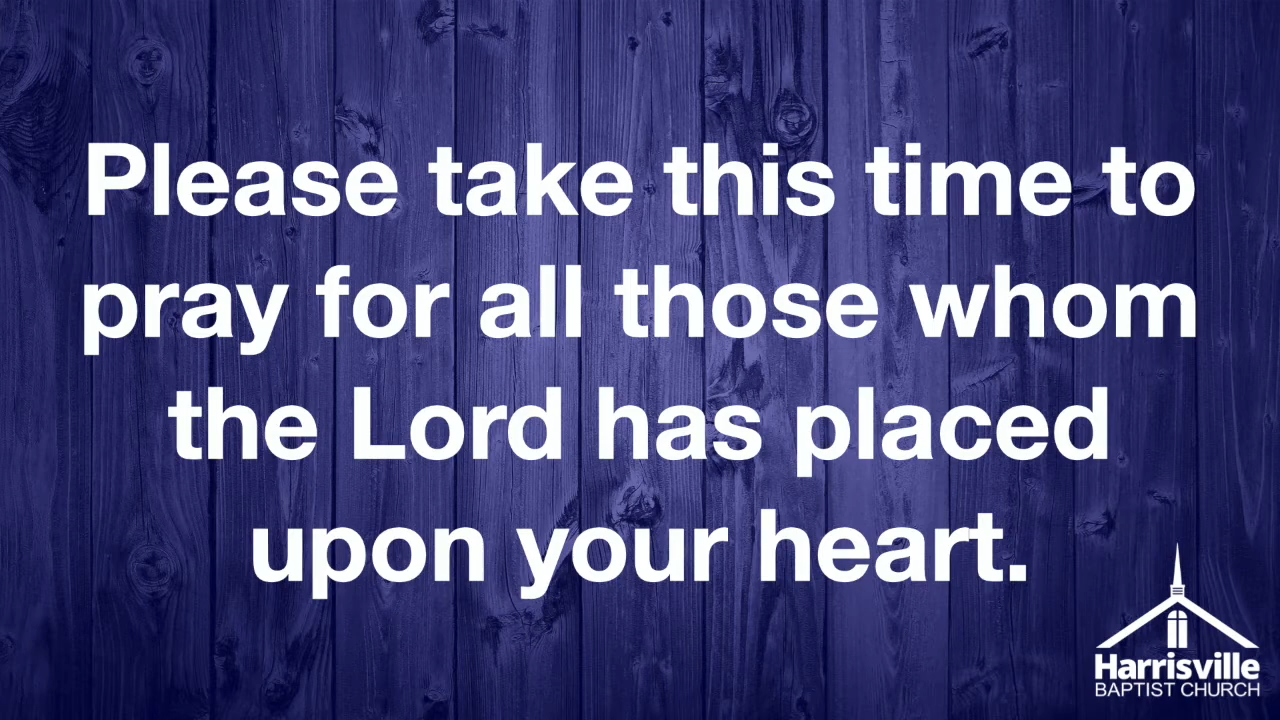 Please take this time to
pray for all those whom
the Lord has placed
upon your heart.
Harrisville
BAPTIST CHURCH